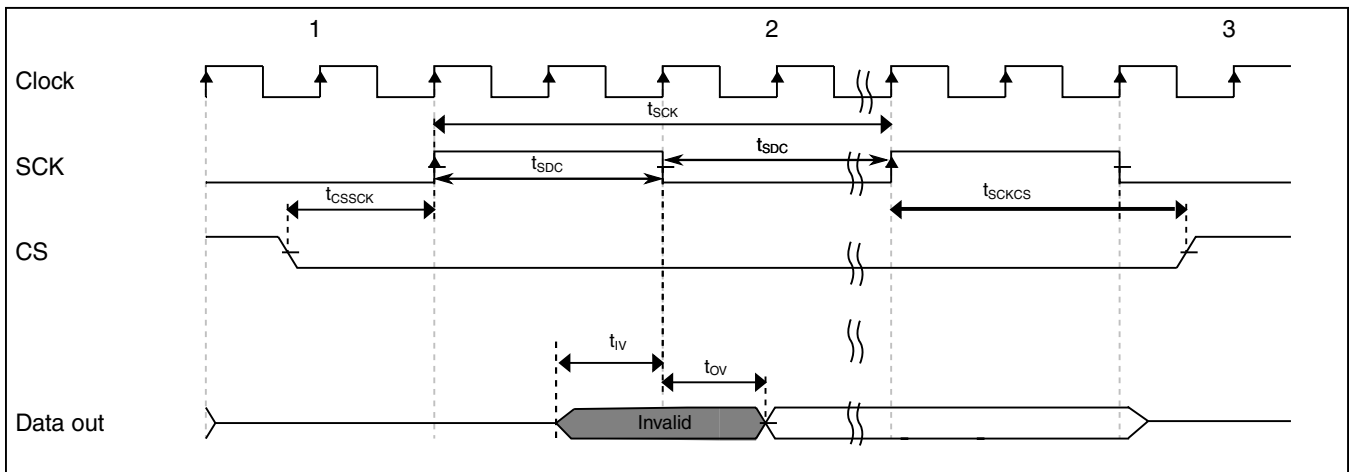 1 2 3
Clock
tSCK
SCK
tSDC
tSDC
tCSSCK
tSCKCS
CS
tIV
tOV
Data out
Invalid